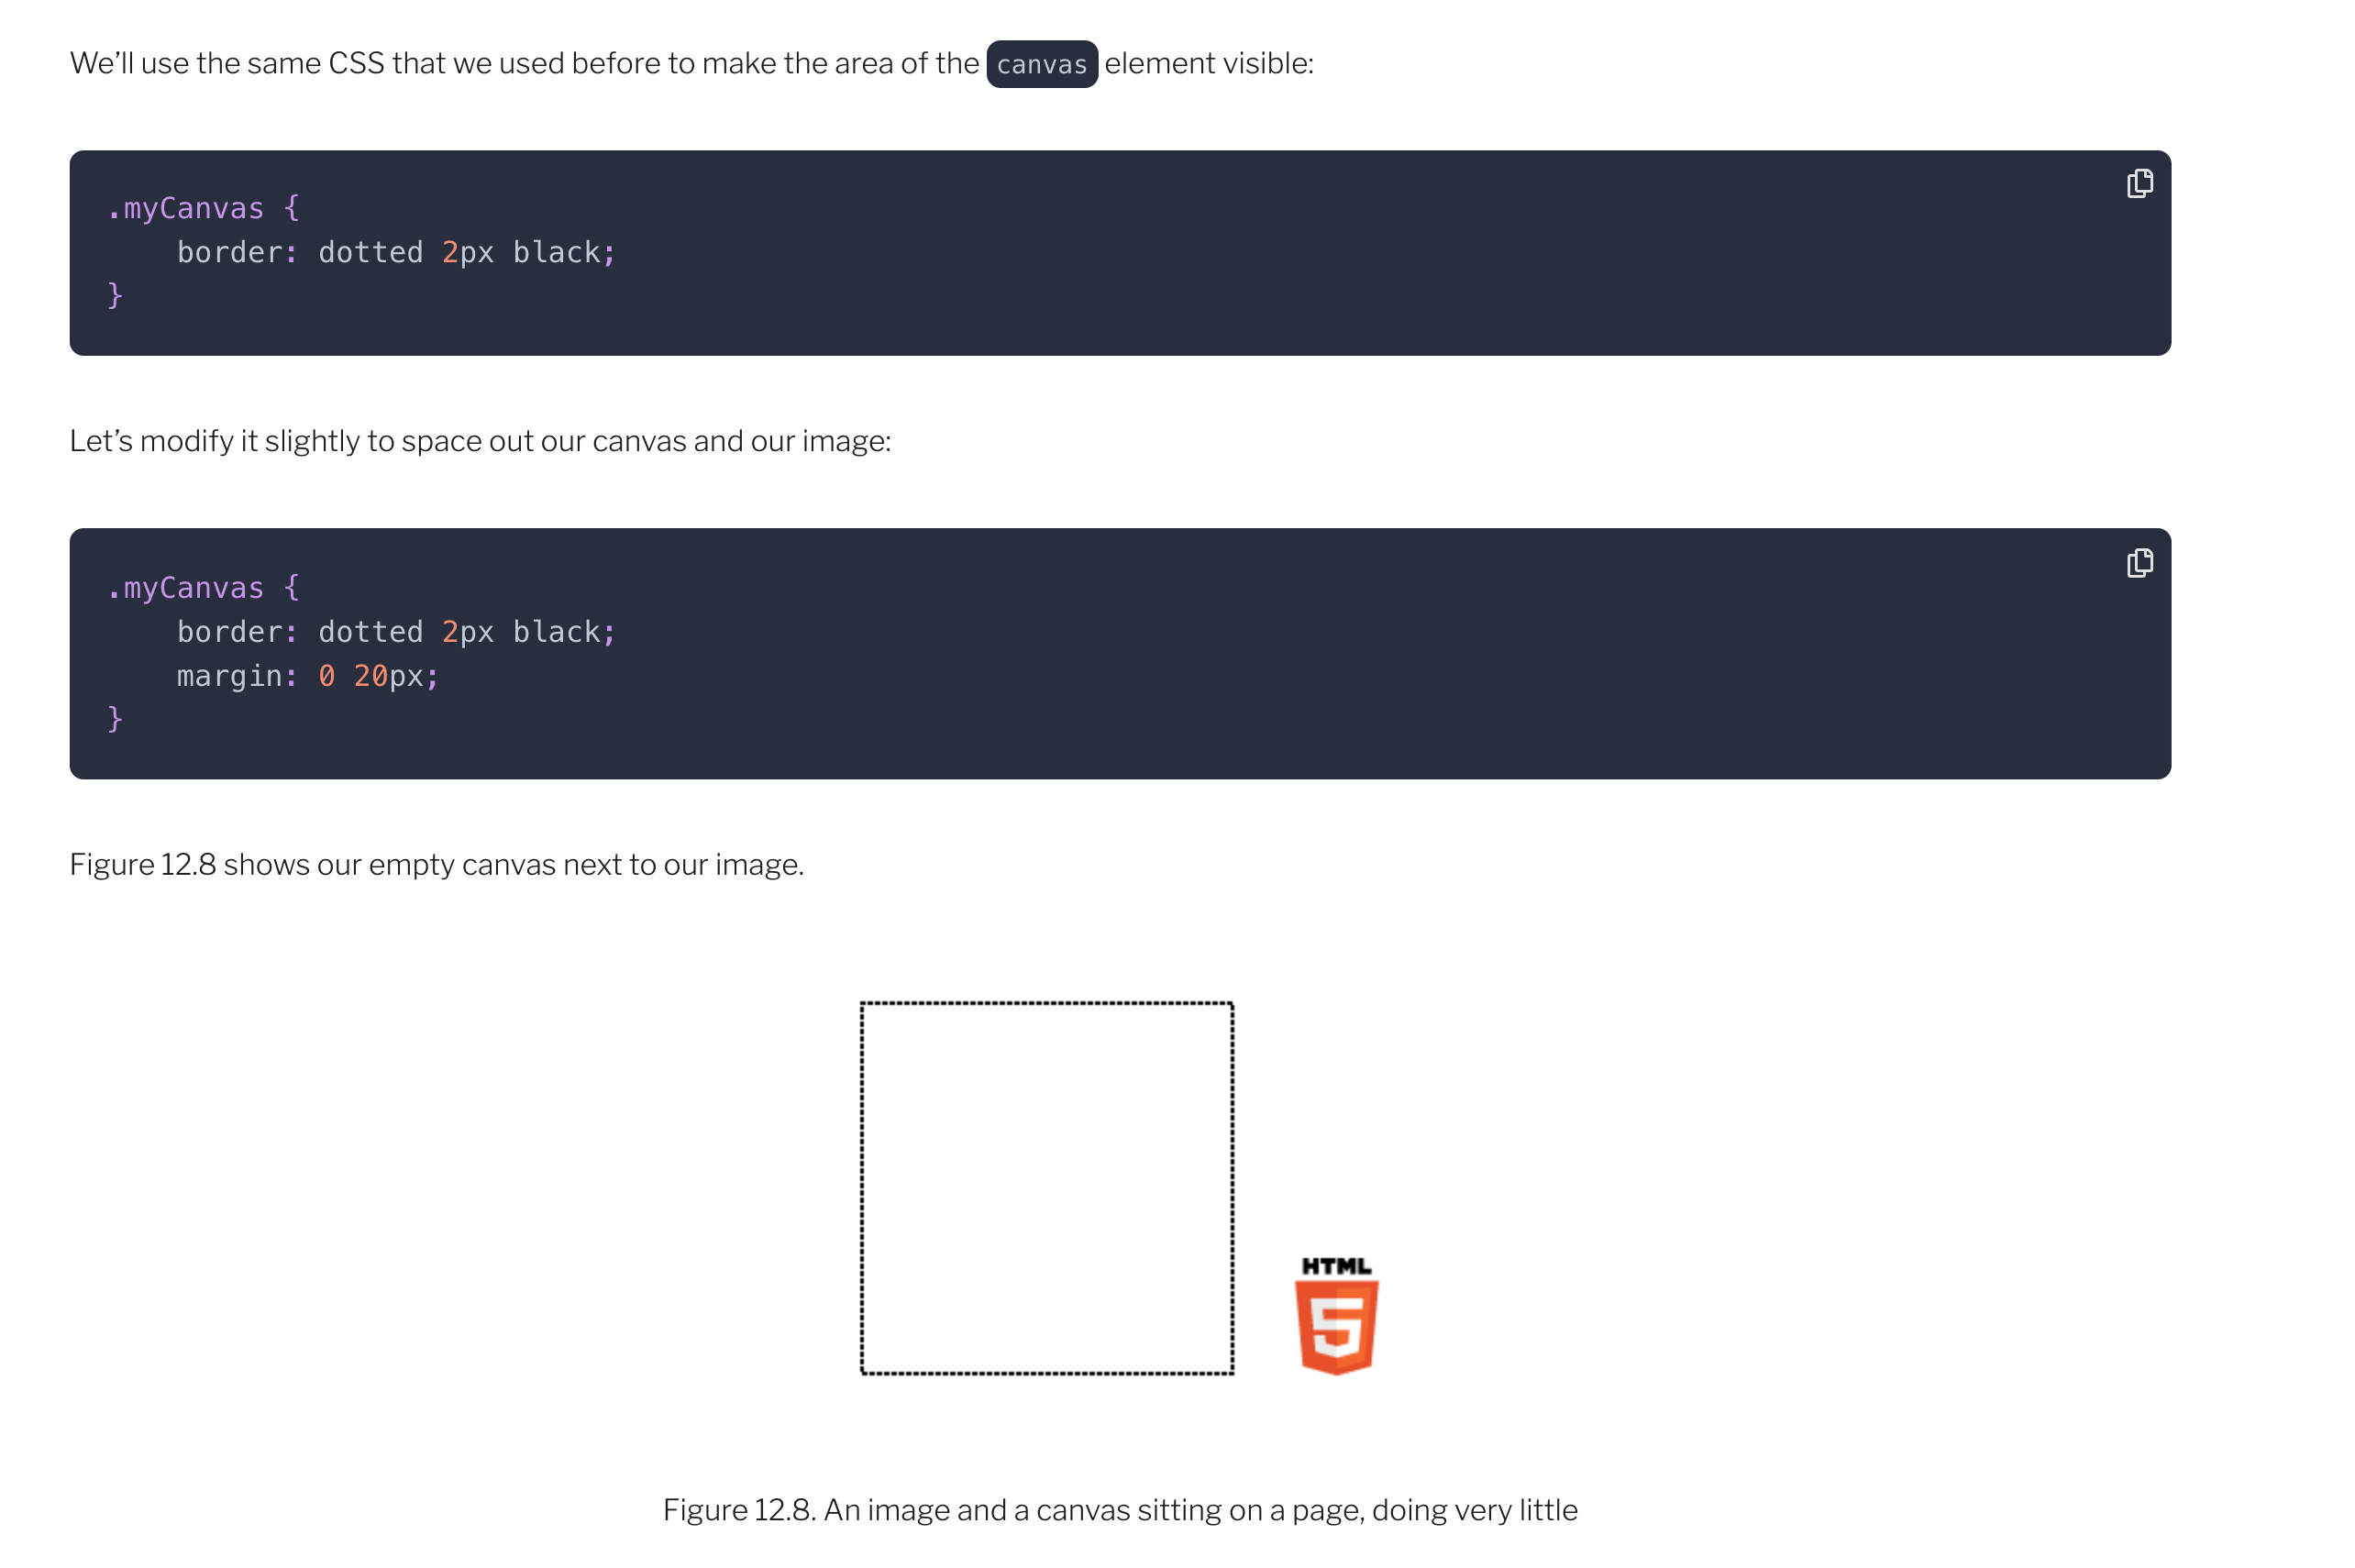 We’ll use the same CSS that we used before to make the area of the canvas element visible:
.myCanvas {
    border: dotted 2px black;
}
Let’s modify it slightly to space out our canvas and our image:
.myCanvas {
    border: dotted 2px black;
    margin: 0 20px;
}
Figure 12.8 shows our empty canvas next to our image.
HTML
5
Figure 12.8. An image and a canvas sitting on a page, doing very little